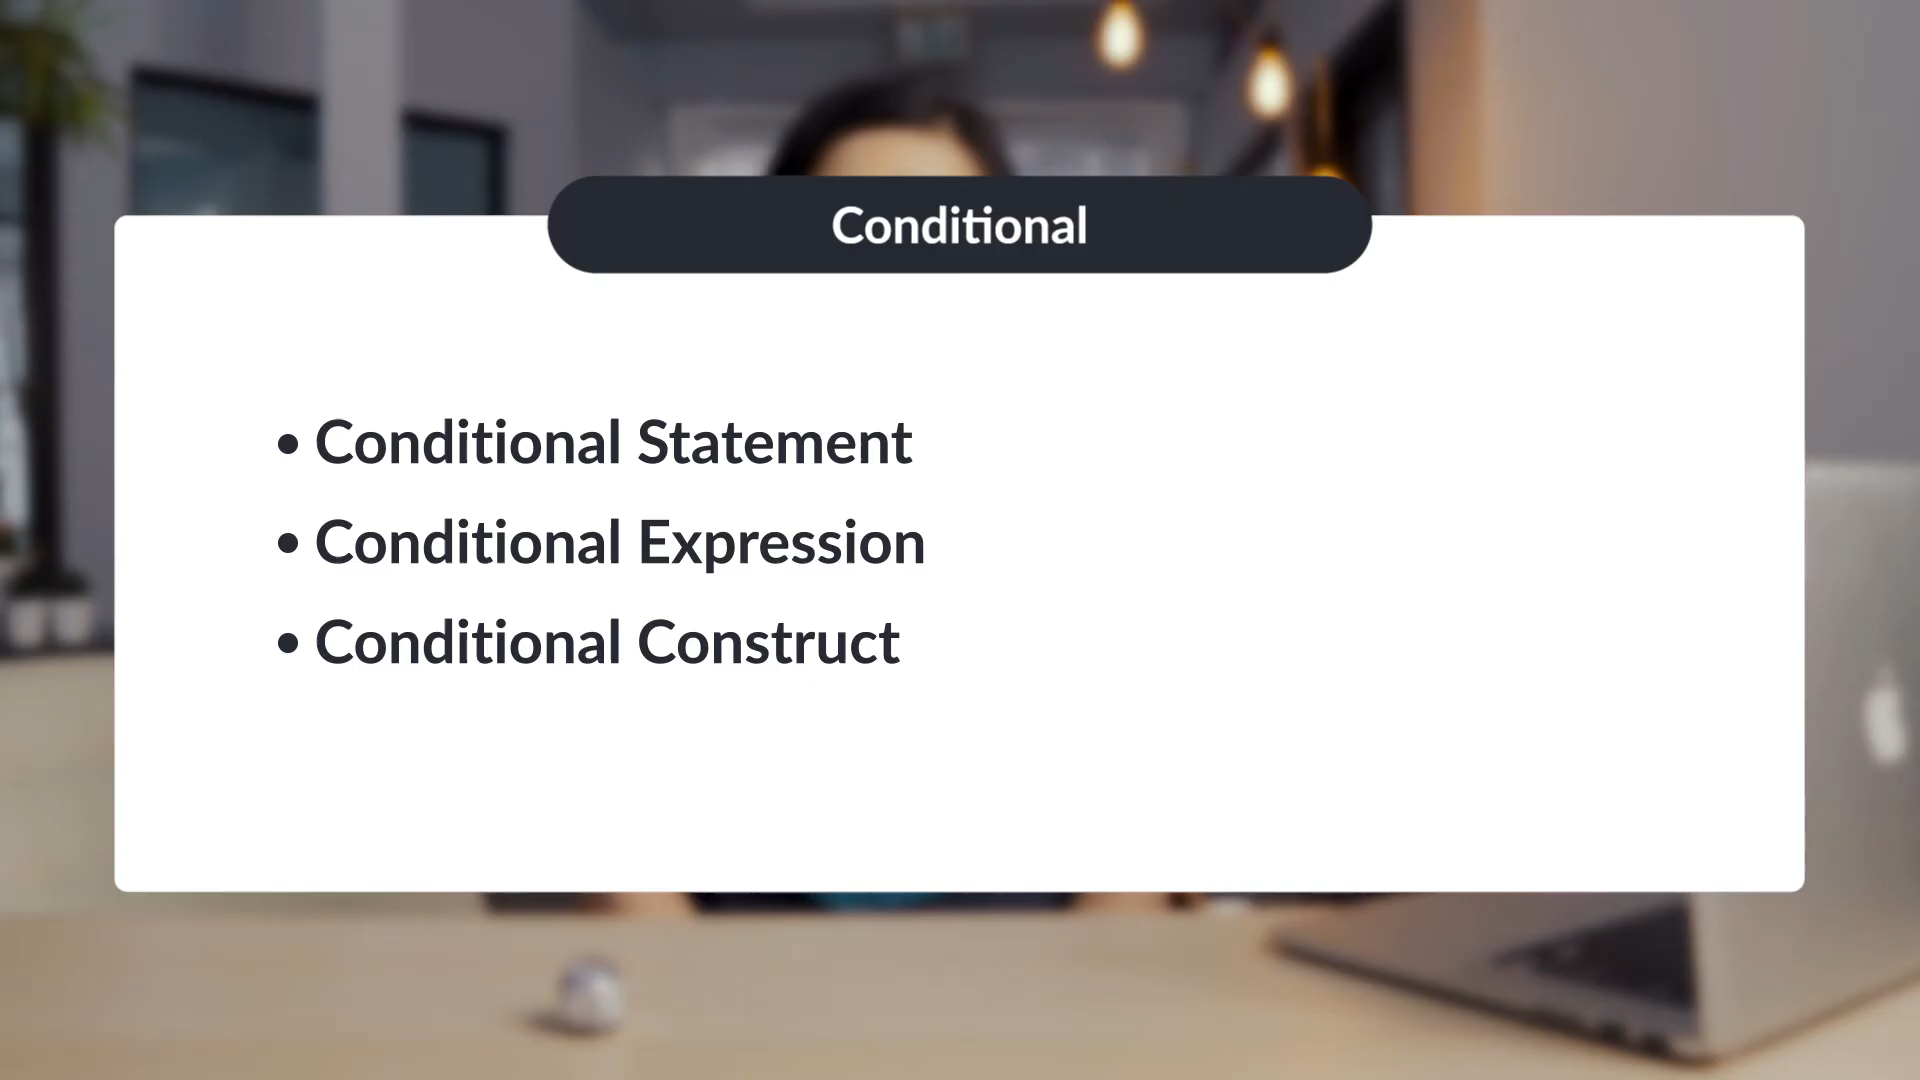 Conditional
• Conditional Statement
• Conditional Expression
• Conditional Construct